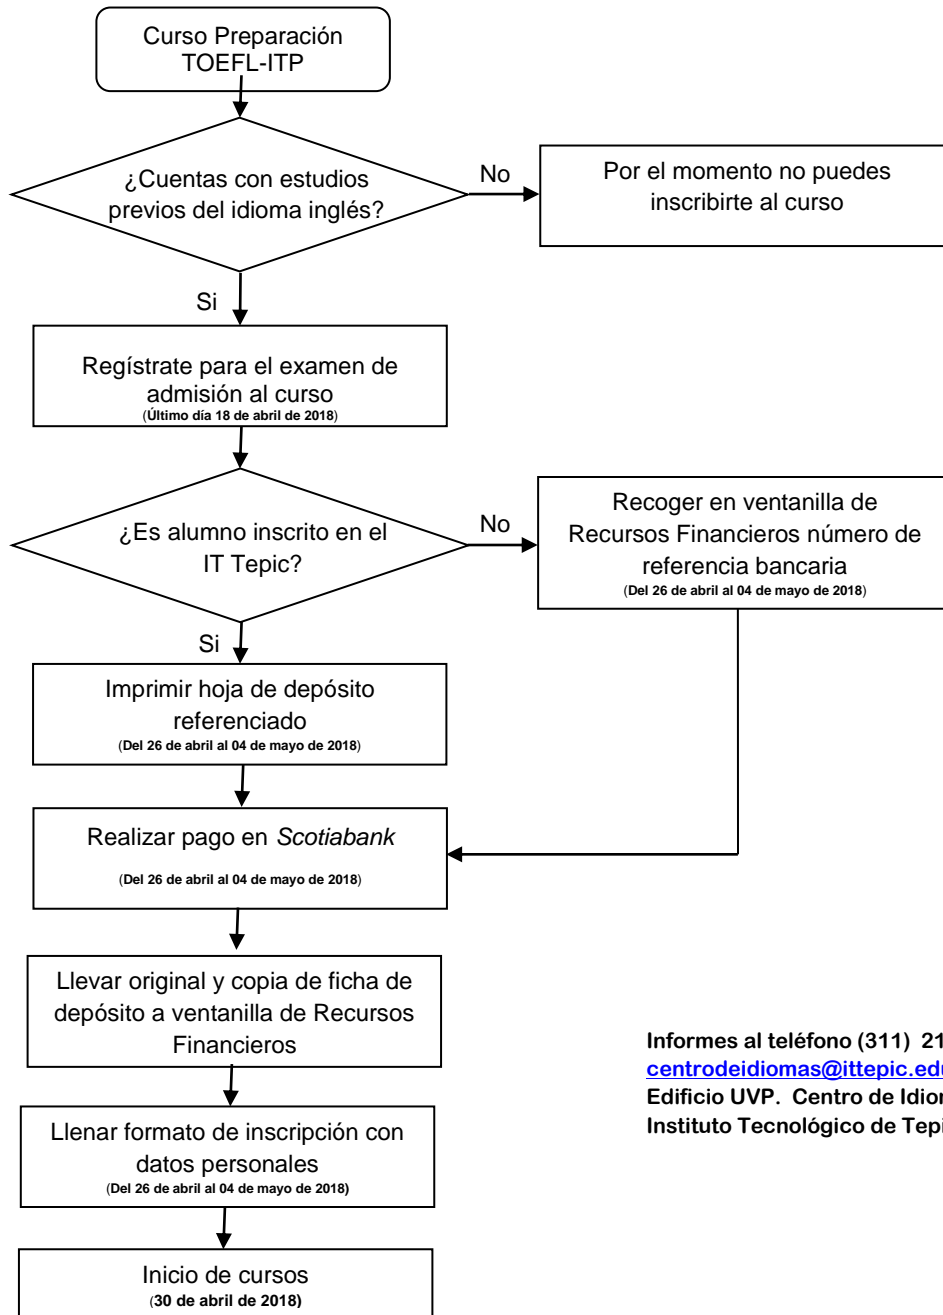 Curso Preparación
TOEFL-ITP
¿Cuentas con estudios
previos del idioma inglés?
No
Por el momento no puedes
inscribirte al curso
Si
Regístrate para el examen de
admisión al curso
(Último día 18 de abril de 2018)
¿Es alumno inscrito en el
IT Tepic?
No
Recoger en ventanilla de
Recursos Financieros número de
referencia bancaria
(Del 26 de abril al 04 de mayo de 2018)
Si
Imprimir hoja de depósito
referenciado
(Del 26 de abril al 04 de mayo de 2018)
Realizar pago en Scotiabank
(Del 26 de abril al 04 de mayo de 2018)
Llevar original y copia de ficha de
depósito a ventanilla de Recursos
Financieros
Llenar formato de inscripción con
datos personales
(Del 26 de abril al 04 de mayo de 2018)
Inicio de cursos
(30 de abril de 2018)
Informes al teléfono (311) 21
centrodeidiomas@ittepic.edu
Edificio UVP. Centro de
Instituto Tecnológico de